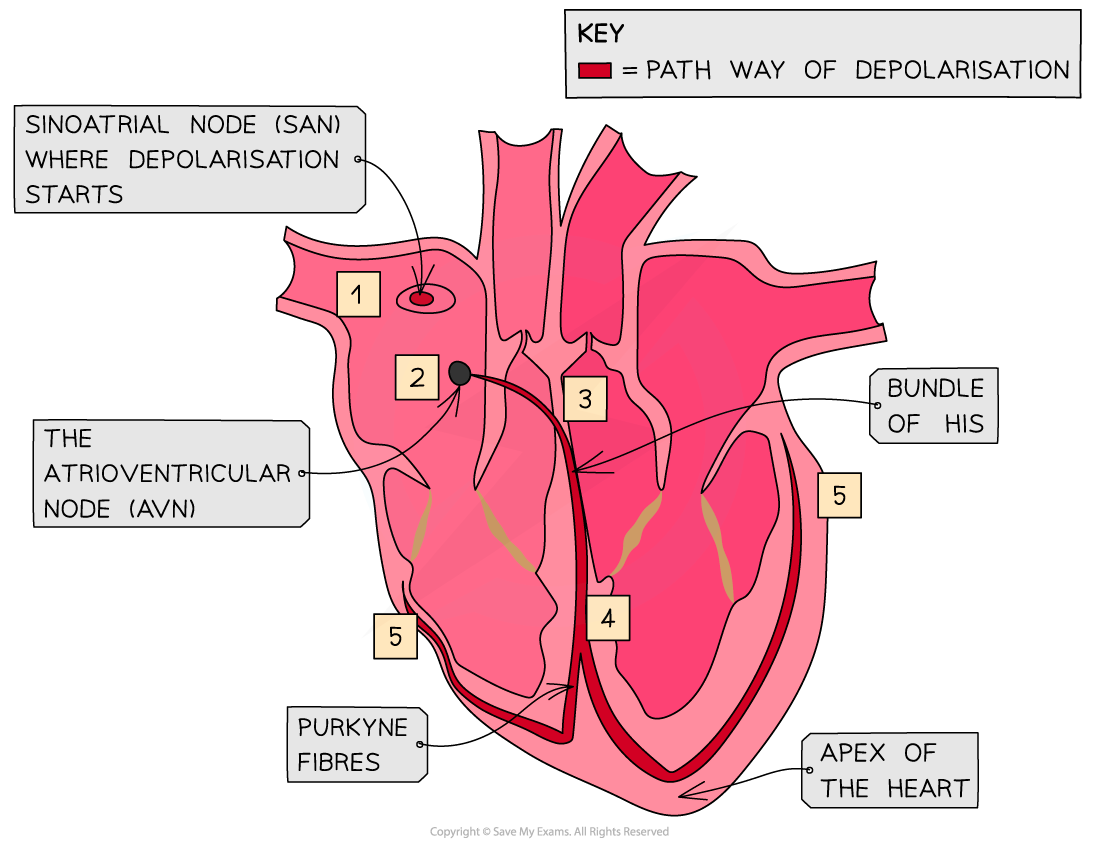 KEY
= PATH WAY OF DEPOLARISATION
SINOATRIAL NODE (SAN)
WHERE DEPOLARISATION
STARTS
1
2
3
BUNDLE
OF HIS
THE
ATRIOVENTRICULAR
NODE (AVN)
5
4
5
PURKYNE
FIBRES
APEX OF
THE HEART
Copyright © Save My Exams. All Rights Reserved